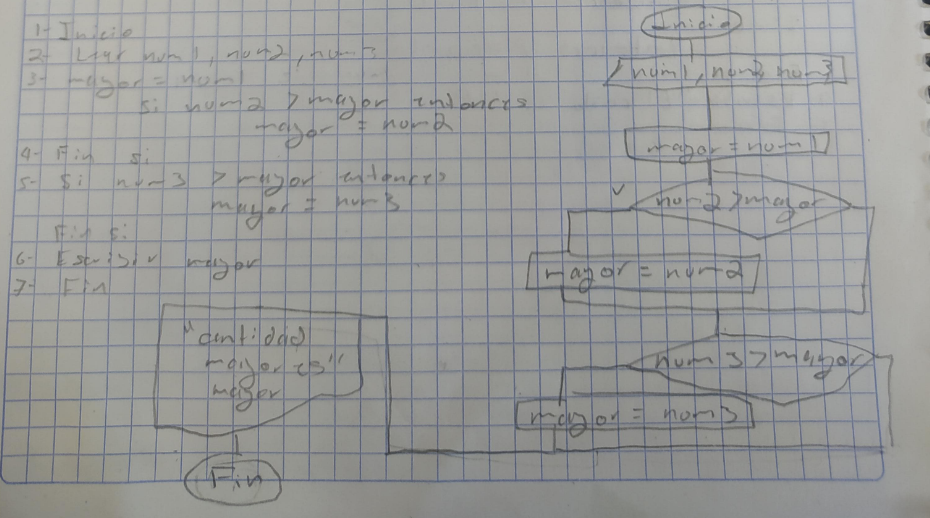 1- Inicio
2- Leer num1, num2, num3
3- mayor = num1
si num2 > mayor entonces
mayor = num2
4- Fin si
5- Si num3 > mayor entonces
mayor = num3
Fin si
6- Escribir mayor
7- Fin
Inicio
num1, num2 num3
mayor = num1
num2 > mayor
mayor = num2
num3 > mayor
mayor = num3
"cantidad
mayor es"
mayor
Fin